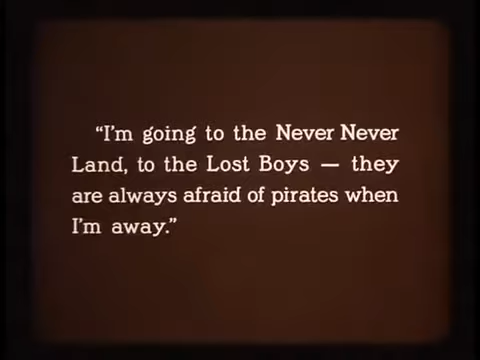 “I’m going to the Never Never
Land, to the Lost Boys — they
are always afraid of pirates when
I’m away.”